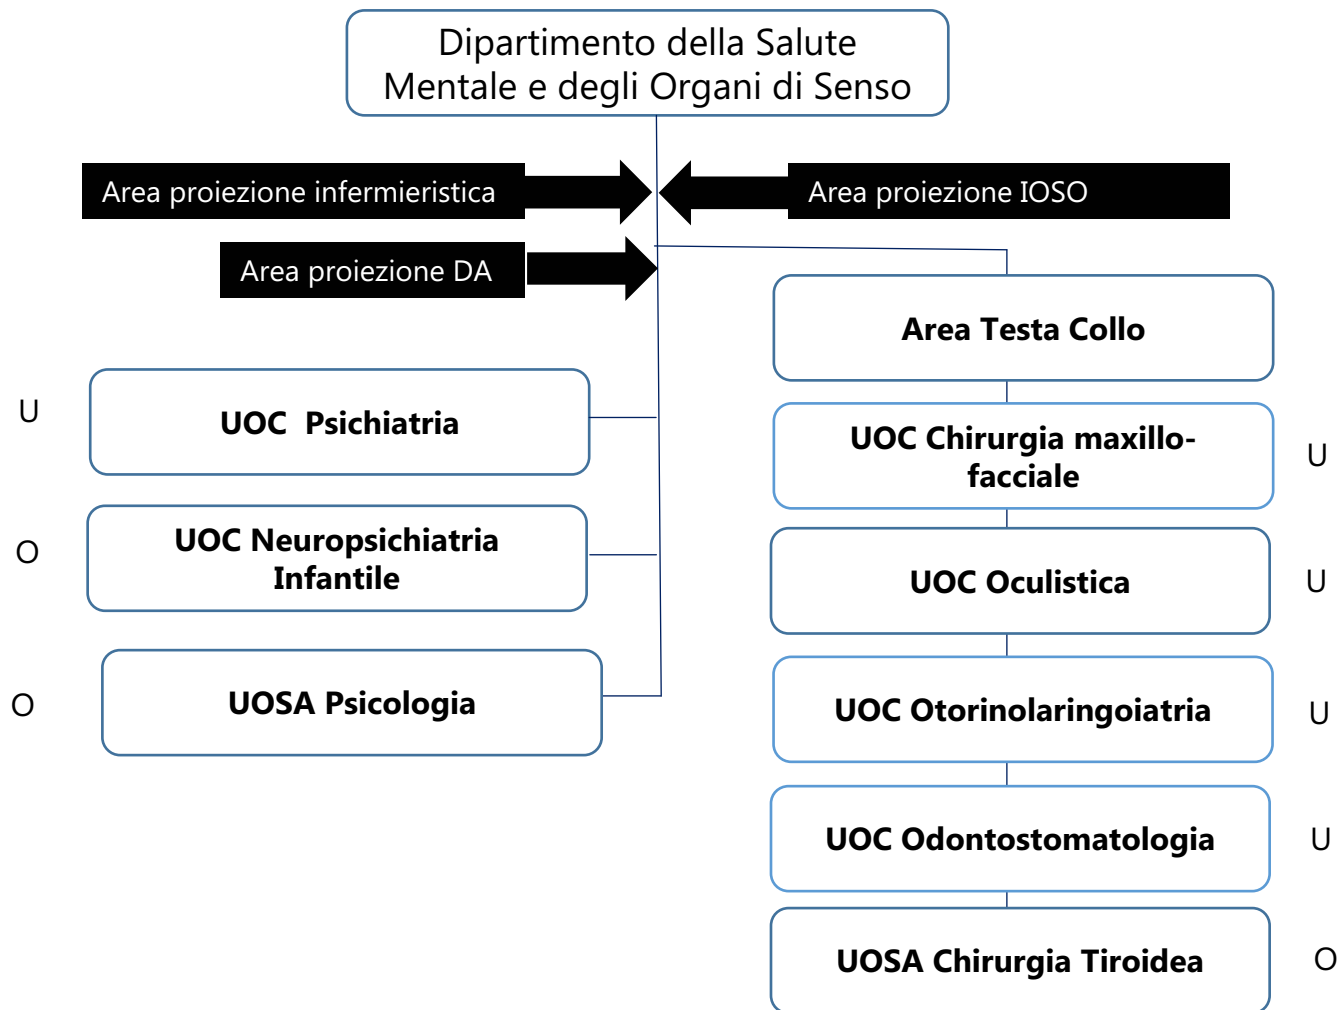 Dipartimento della Salute
Mentale e degli Organi di Senso
Area proiezione infermieristica
Area proiezione IOSO
Area proiezione DA
U
UOC Psichiatria
O
UOC Neuropsichiatria
Infantile
O
UOSA Psicologia
Area Testa Collo
UOC Chirurgia maxillo-
facciale
U
UOC Oculistica
U
UOC Otorinolaringoiatria
U
UOC Odontostomatologia
U
UOSA Chirurgia Tiroidea
O